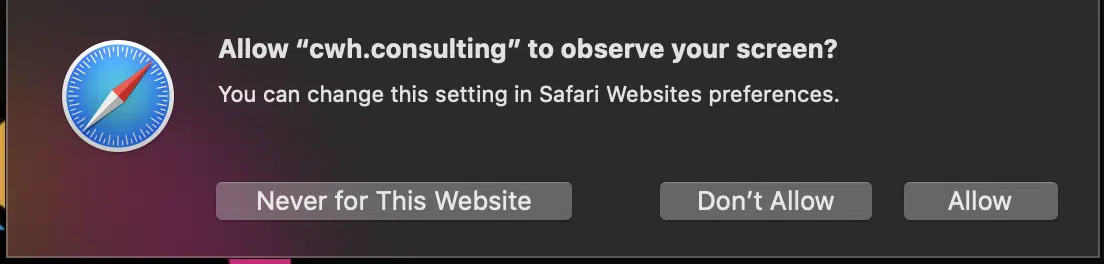 Allow “cwh.consulting” to observe your screen?
You can change this setting in Safari Websites preferences.
Never for This Website
Don’t Allow
Allow